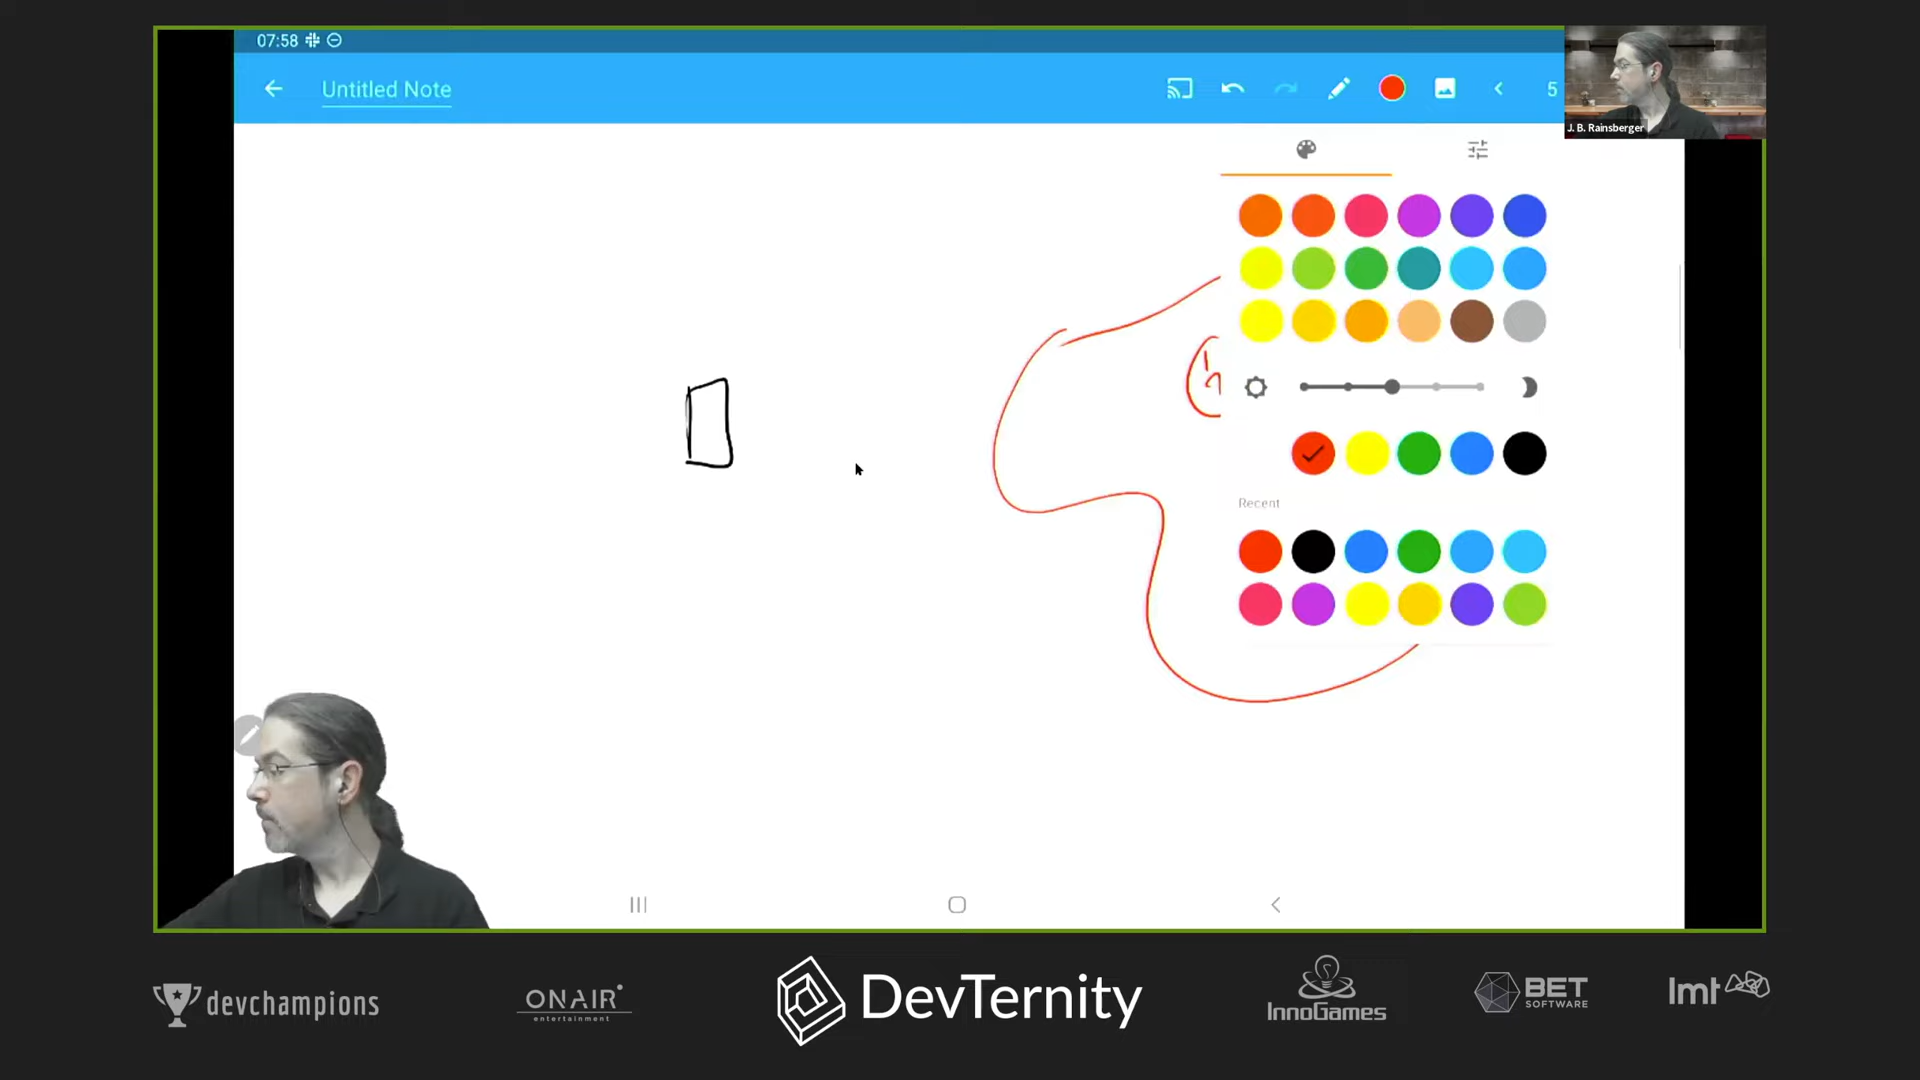 07:58
Untitled Note
5
J. B. Rainsberger
Recent
devchampions
ONAIR
entertainment
DevTernity
InnoGames
BET
SOFTWARE
lmt